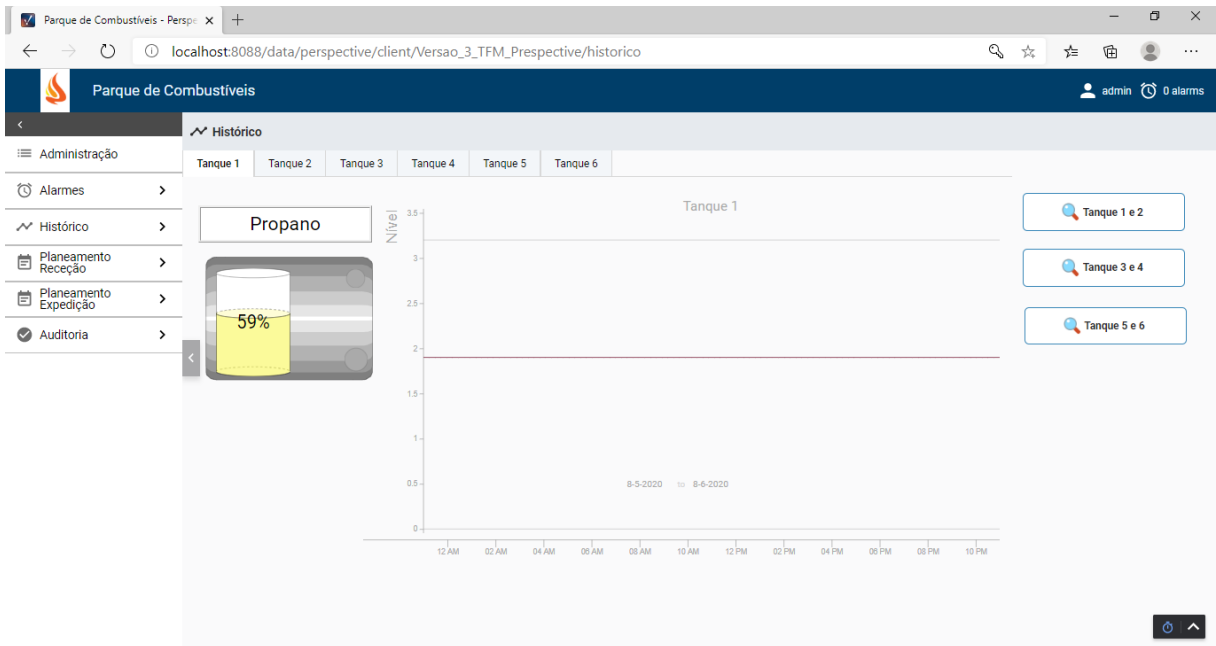 Parque de Combustíveis - Perspe
localhost:8088/data/perspective/client/Versao_3_TFM_Prespective/historico
Parque de Combustíveis
admin
0 alarms
Administração
Alarmes
Histórico
Planeamento
Receção
Planeamento
Expedição
Auditoria
Histórico
Tanque 1
Tanque 2
Tanque 3
Tanque 4
Tanque 5
Tanque 6
Propano
59%
Tanque 1
Nível
3.5
3
2.5
2
1.5
1
0.5
0
8-5-2020 to 8-6-2020
12 AM 02 AM 04 AM 06 AM 08 AM 10 AM 12 PM 02 PM 04 PM 06 PM 08 PM 10 PM
Tanque 1 e 2
Tanque 3 e 4
Tanque 5 e 6